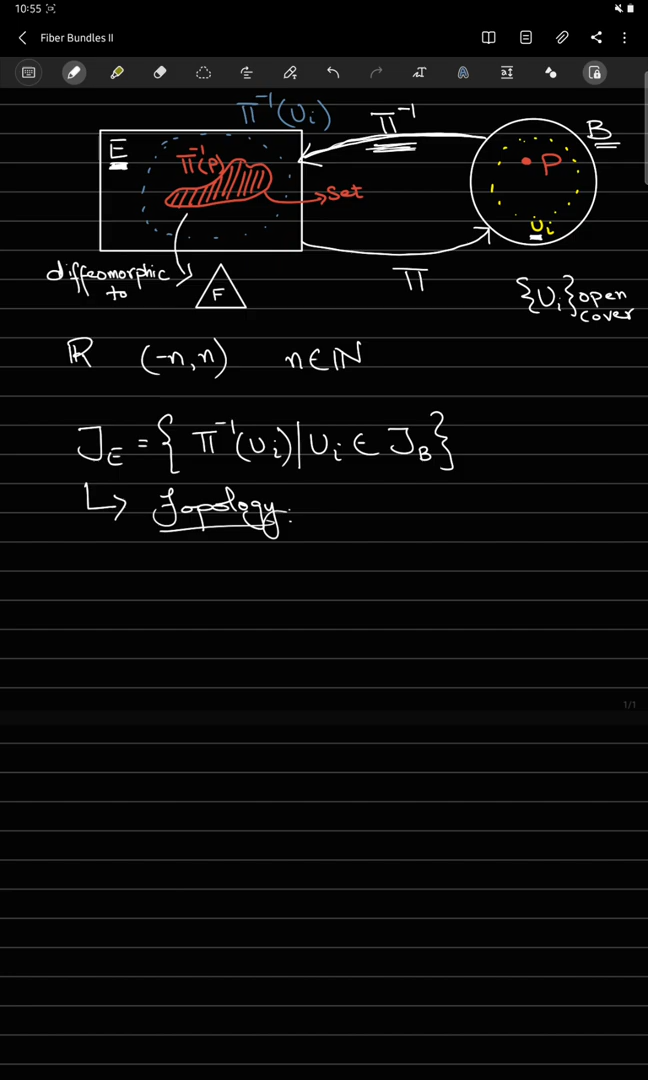 10:55
Fiber Bundles II
π⁻¹(Uᵢ)
π⁻¹
B
E
π⁻¹(P)
P
Set
Uᵢ
diffeomorphic to
F
π
{Uᵢ} open cover
ℝ (-n, n) n ∈ ℕ
J_E = { π⁻¹(Uᵢ) | Uᵢ ∈ J_B }
↳ Topology:
1/1